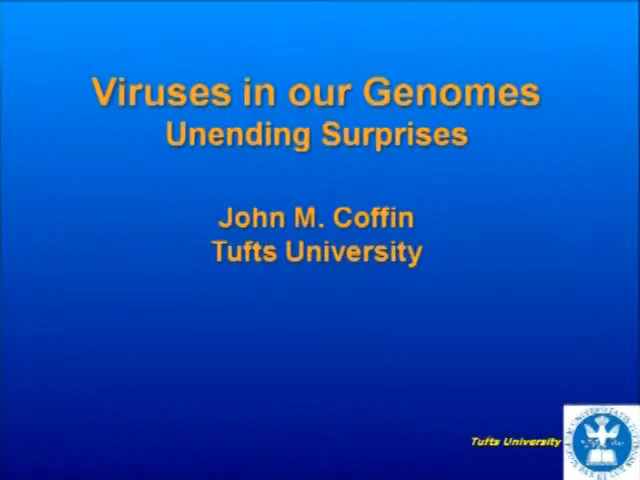 Viruses in our Genomes
Unending Surprises
John M. Coffin
Tufts University
Tufts University